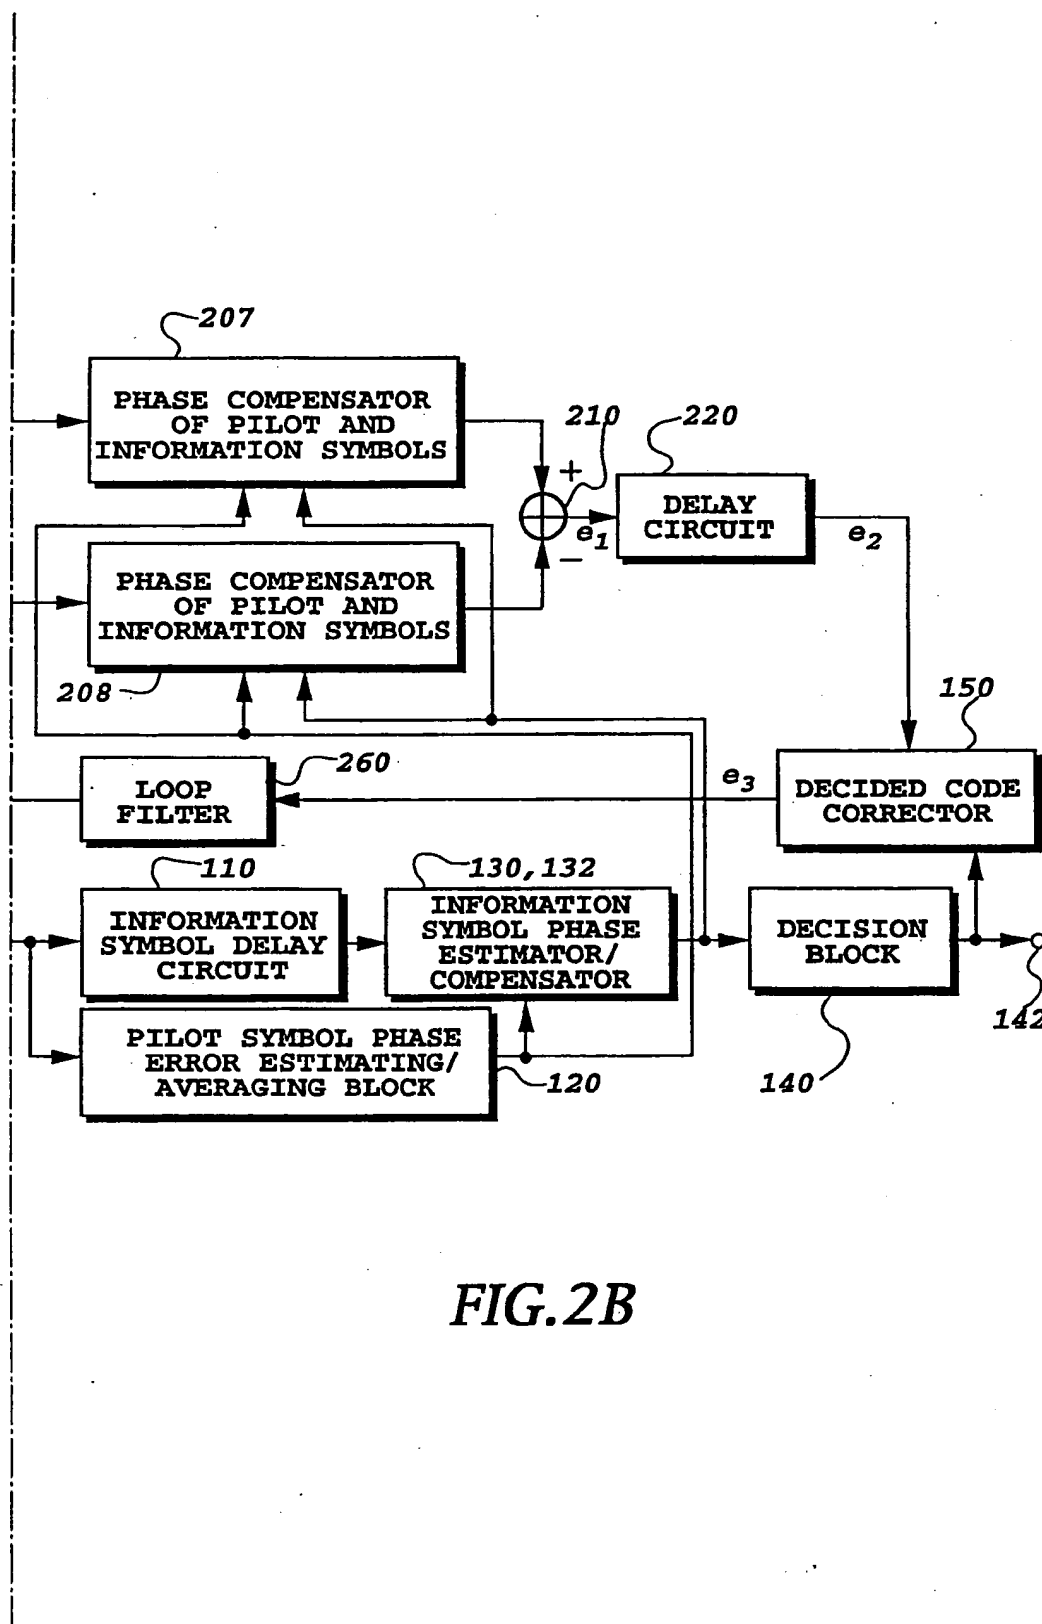 207
PHASE COMPENSATOR
OF PILOT AND
INFORMATION SYMBOLS
210
220
+
DELAY
CIRCUIT
e1
e2
−
PHASE COMPENSATOR
OF PILOT AND
INFORMATION SYMBOLS
208
150
260
LOOP
FILTER
e3
DECIDED CODE
CORRECTOR
110
130,132
INFORMATION
SYMBOL DELAY
CIRCUIT
INFORMATION
SYMBOL PHASE
ESTIMATOR/
COMPENSATOR
DECISION
BLOCK
142
PILOT SYMBOL PHASE
ERROR ESTIMATING/
AVERAGING BLOCK
120
140
FIG.2B